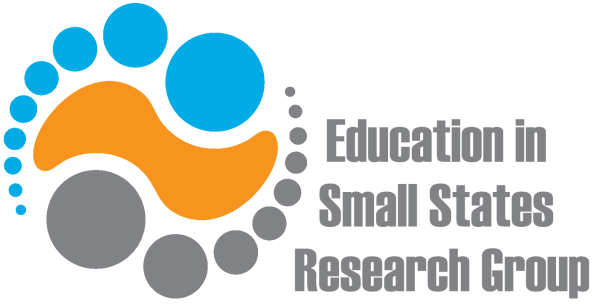 Education in
Small States
Research Group